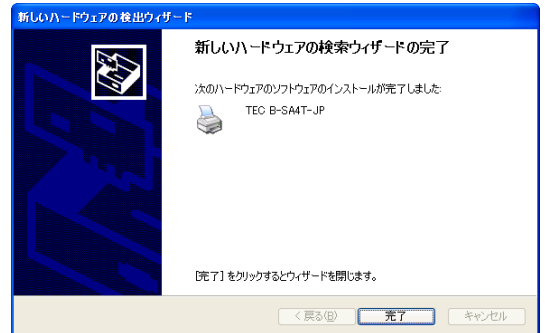 新しいハードウェアの検出ウィザード
新しいハードウェアの検索ウィザードの完了
次のハードウェアのソフトウェアのインストールが完了しました:
TEC B-SA4T-JP
[完了] をクリックするとウィザードを閉じます。
< 戻る(B)
完了
キャンセル